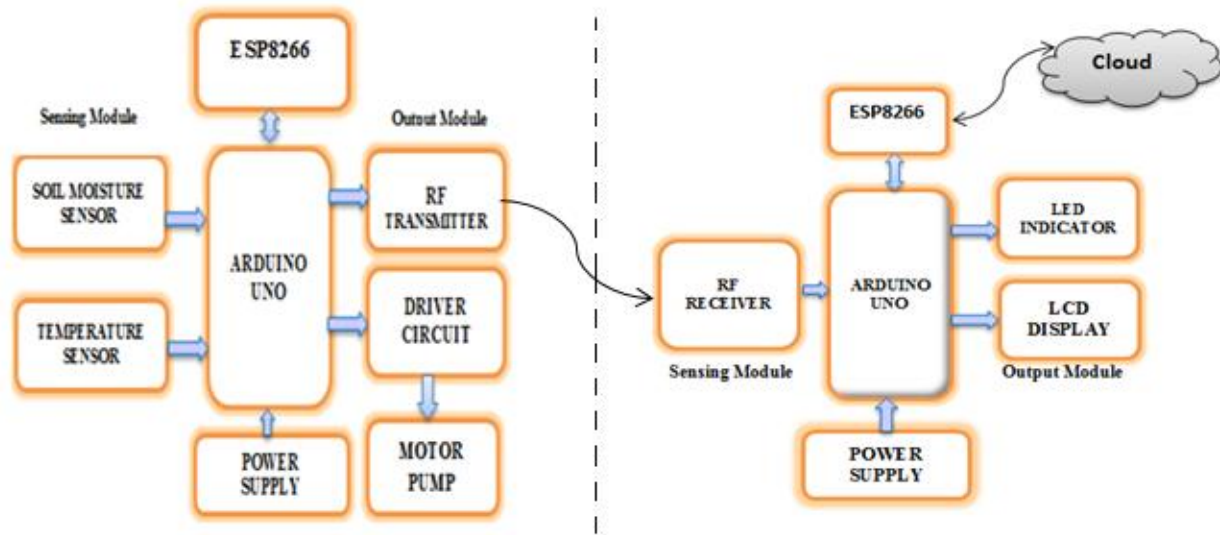 ESP8266
Sensing Module
Output Module
SOIL MOISTURE
SENSOR
RF
TRANSMITTER
ARDUINO
UNO
TEMPERATURE
SENSOR
DRIVER
CIRCUIT
POWER
SUPPLY
MOTOR
PUMP
Cloud
ESP8266
LED
INDICATOR
RF
RECEIVER
ARDUINO
UNO
LCD
DISPLAY
Sensing Module
Output Module
POWER
SUPPLY